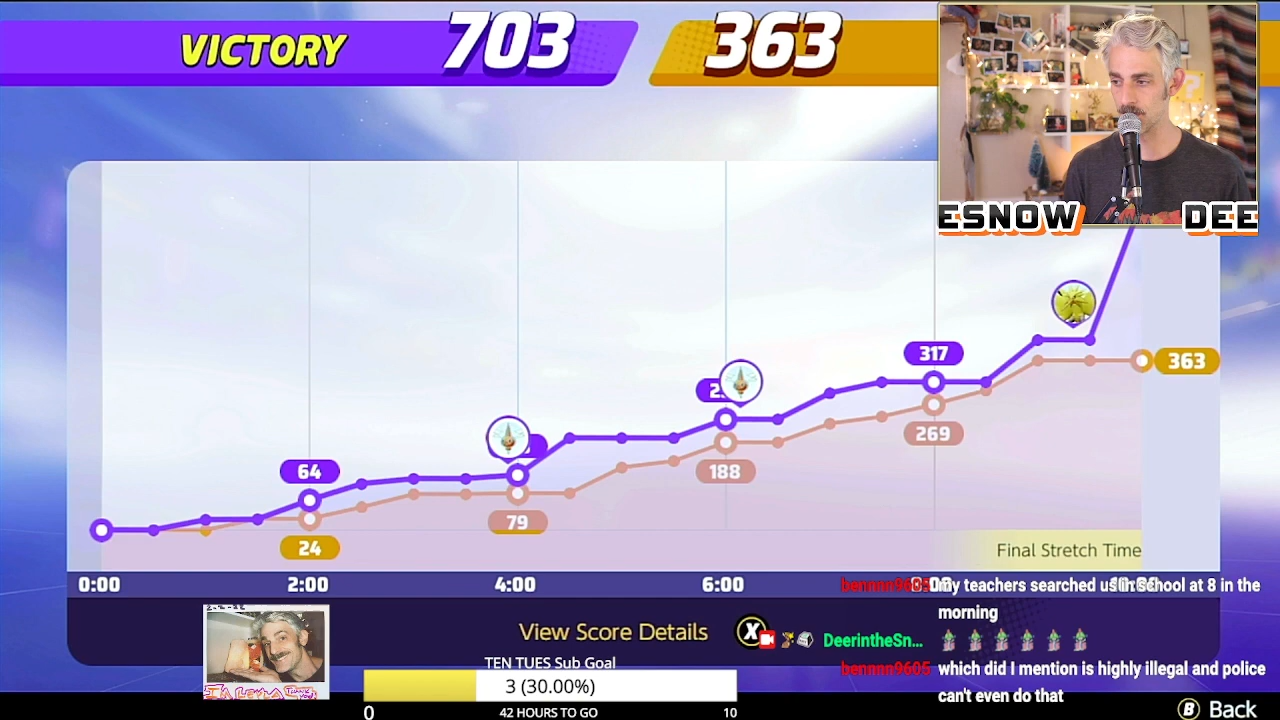 VICTORY 703 363
ESNOW DEE
317
363
64
269
188
79
24
Final Stretch Time
0:00 2:00 4:00 6:00
bennnn9605 my teachers searched us in school at 8 in the
morning
View Score Details X DeerintheSn...
TEN TUES Sub Goal
bennnn9605 which did I mention is highly illegal and police
can't even do that
3 (30.00%)
0 42 HOURS TO GO 10
B Back